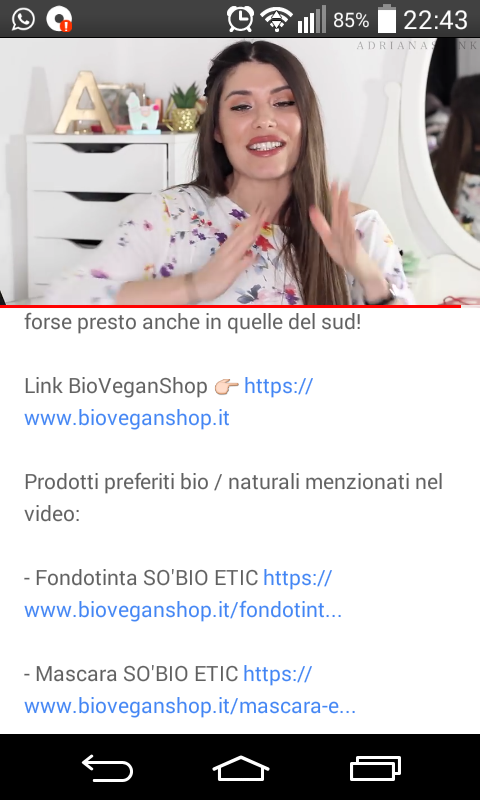 85% 22:43
A
forse presto anche in quelle del sud!
Link BioVeganShop 👉 https://
www.bioveganshop.it
Prodotti preferiti bio / naturali menzionati nel
video:
- Fondotinta SO'BIO ETIC https://
www.bioveganshop.it/fondotint...
- Mascara SO'BIO ETIC https://
www.bioveganshop.it/mascara-e...